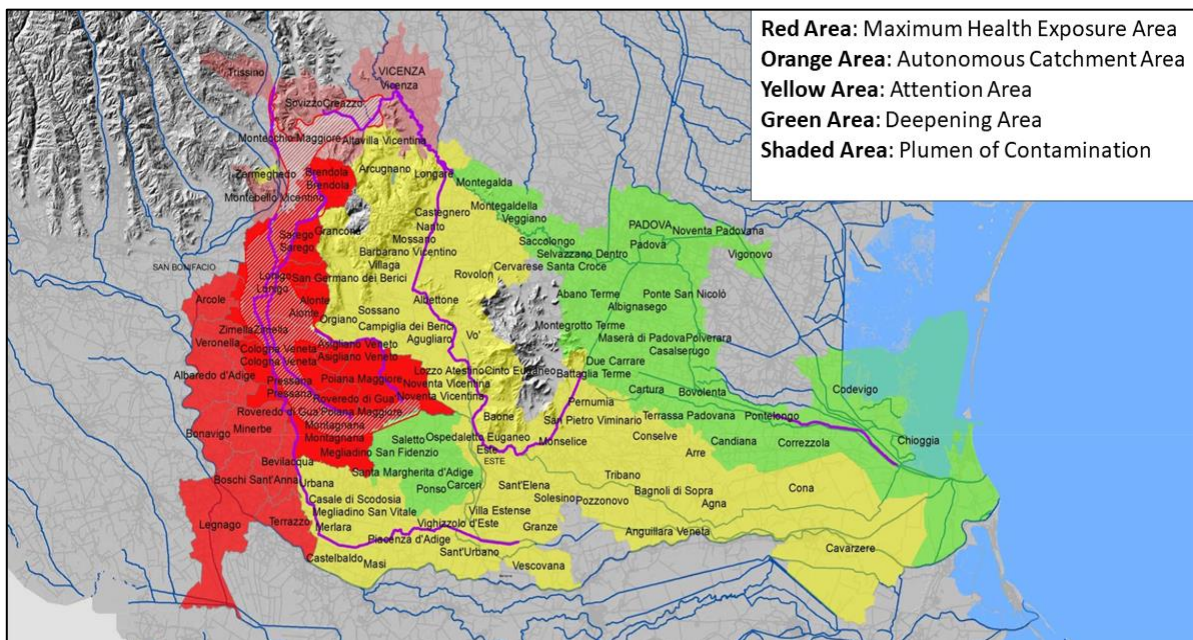 Red Area: Maximum Health Exposure Area
Orange Area: Autonomous Catchment Area
Yellow Area: Attention Area
Green Area: Deepening Area
Shaded Area: Plumen of Contamination
Trissino
VICENZA
Vicenza
Sovizzo
Creazzo
Montecchio Maggiore
Altavilla Vicentina
Zermeghedo
Brendola
Brendola
Arcugnano
Longare
Montegalda
Montebello Vicentino
Castegnero
Montegaldella
Veggiano
PADOVA
Noventa Padovana
Sarego
Sarego
Grancona
Nanto
Mossano
Saccolongo
Padova
Barbarano Vicentino
Selvazzano Dentro
Vigonovo
SAN BONIFACIO
Villaga
Cervarese Santa Croce
Lonigo
Lonigo
San Germano dei Berici
Rovolon
Arcole
Alonte
Alonte
Albettone
Abano Terme
Ponte San Nicolò
Albignasego
Sossano
Orgiano
Campiglia dei Berici
Montegrotto Terme
Zimella
Zimella
Veronella
Agugliaro
Vo'
Maserà di Padova
Polverara
Casalserugo
Asigliano Veneto
Asigliano Veneto
Cologna Veneta
Cologna Veneta
Due Carrare
Albaredo d'Adige
Lozzo Atestino
Cinto Euganeo
Battaglia Terme
Pressana
Pressana
Poiana Maggiore
Noventa Vicentina
Noventa Vicentina
Cartura
Bovolenta
Codevigo
Roveredo di Gua'
Pernumia
Roveredo di Gua'
Poiana Maggiore
Baone
San Pietro Viminario
Terrassa Padovana
Pontelongo
Bonavigo
Minerbe
Montagnana
Montagnana
Saletto
Ospedaletto Euganeo
Monselice
Conselve
Candiana
Correzzola
Chioggia
Megliadino San Fidenzio
Este
ESTE
Arre
Bevilacqua
Boschi Sant'Anna
Urbana
Santa Margherita d'Adige
Ponso
Carceri
Sant'Elena
Tribano
Bagnoli di Sopra
Cona
Casale di Scodosia
Solesino
Pozzonovo
Agna
Megliadino San Vitale
Villa Estense
Legnago
Terrazzo
Merlara
Vighizzolo d'Este
Granze
Anguillara Veneta
Piacenza d'Adige
Cavarzere
Castelbaldo
Masi
Sant'Urbano
Vescovana